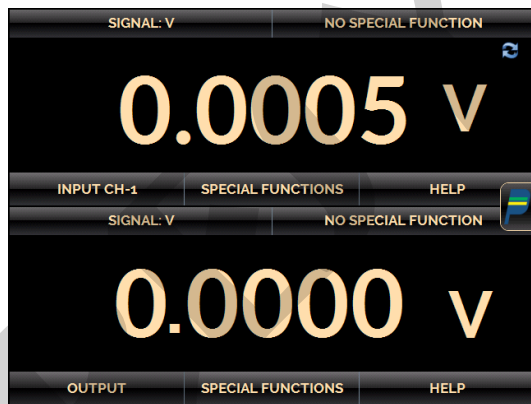 SIGNAL: V NO SPECIAL FUNCTION
0.0005 V
INPUT CH-1 SPECIAL FUNCTIONS HELP
SIGNAL: V NO SPECIAL FUNCTION
0.0000 V
OUTPUT SPECIAL FUNCTIONS HELP